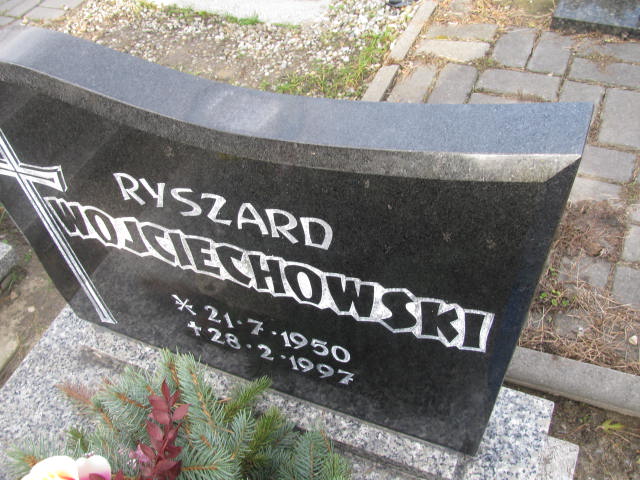 RYSZARD
WOJCIECHOWSKI
* 21·7·1950
+ 28·2·1997